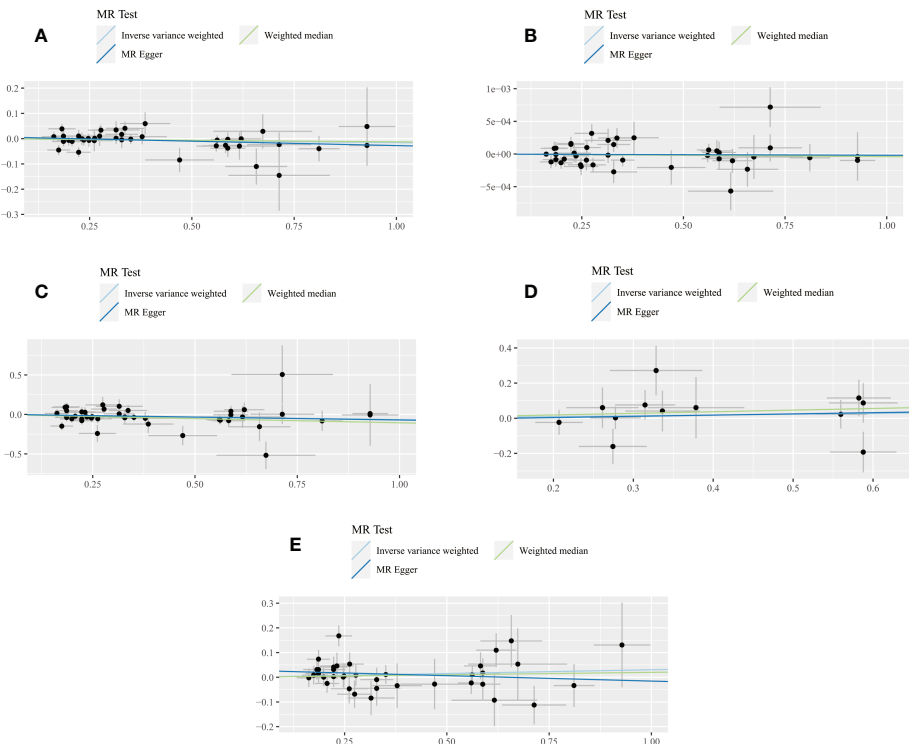 A
MR Test
Inverse variance weighted
Weighted median
MR Egger
0.2
0.1
0.0
−0.1
−0.2
−0.3
0.25
0.50
0.75
1.00
B
MR Test
Inverse variance weighted
Weighted median
MR Egger
1e−03
5e−04
0e+00
−5e−04
0.25
0.50
0.75
1.00
C
MR Test
Inverse variance weighted
Weighted median
MR Egger
0.5
0.0
−0.5
0.25
0.50
0.75
1.00
D
MR Test
Inverse variance weighted
Weighted median
MR Egger
0.4
0.2
0.0
−0.2
0.2
0.3
0.4
0.5
0.6
E
MR Test
Inverse variance weighted
Weighted median
MR Egger
0.3
0.2
0.1
0.0
−0.1
−0.2
0.25
0.50
0.75
1.00